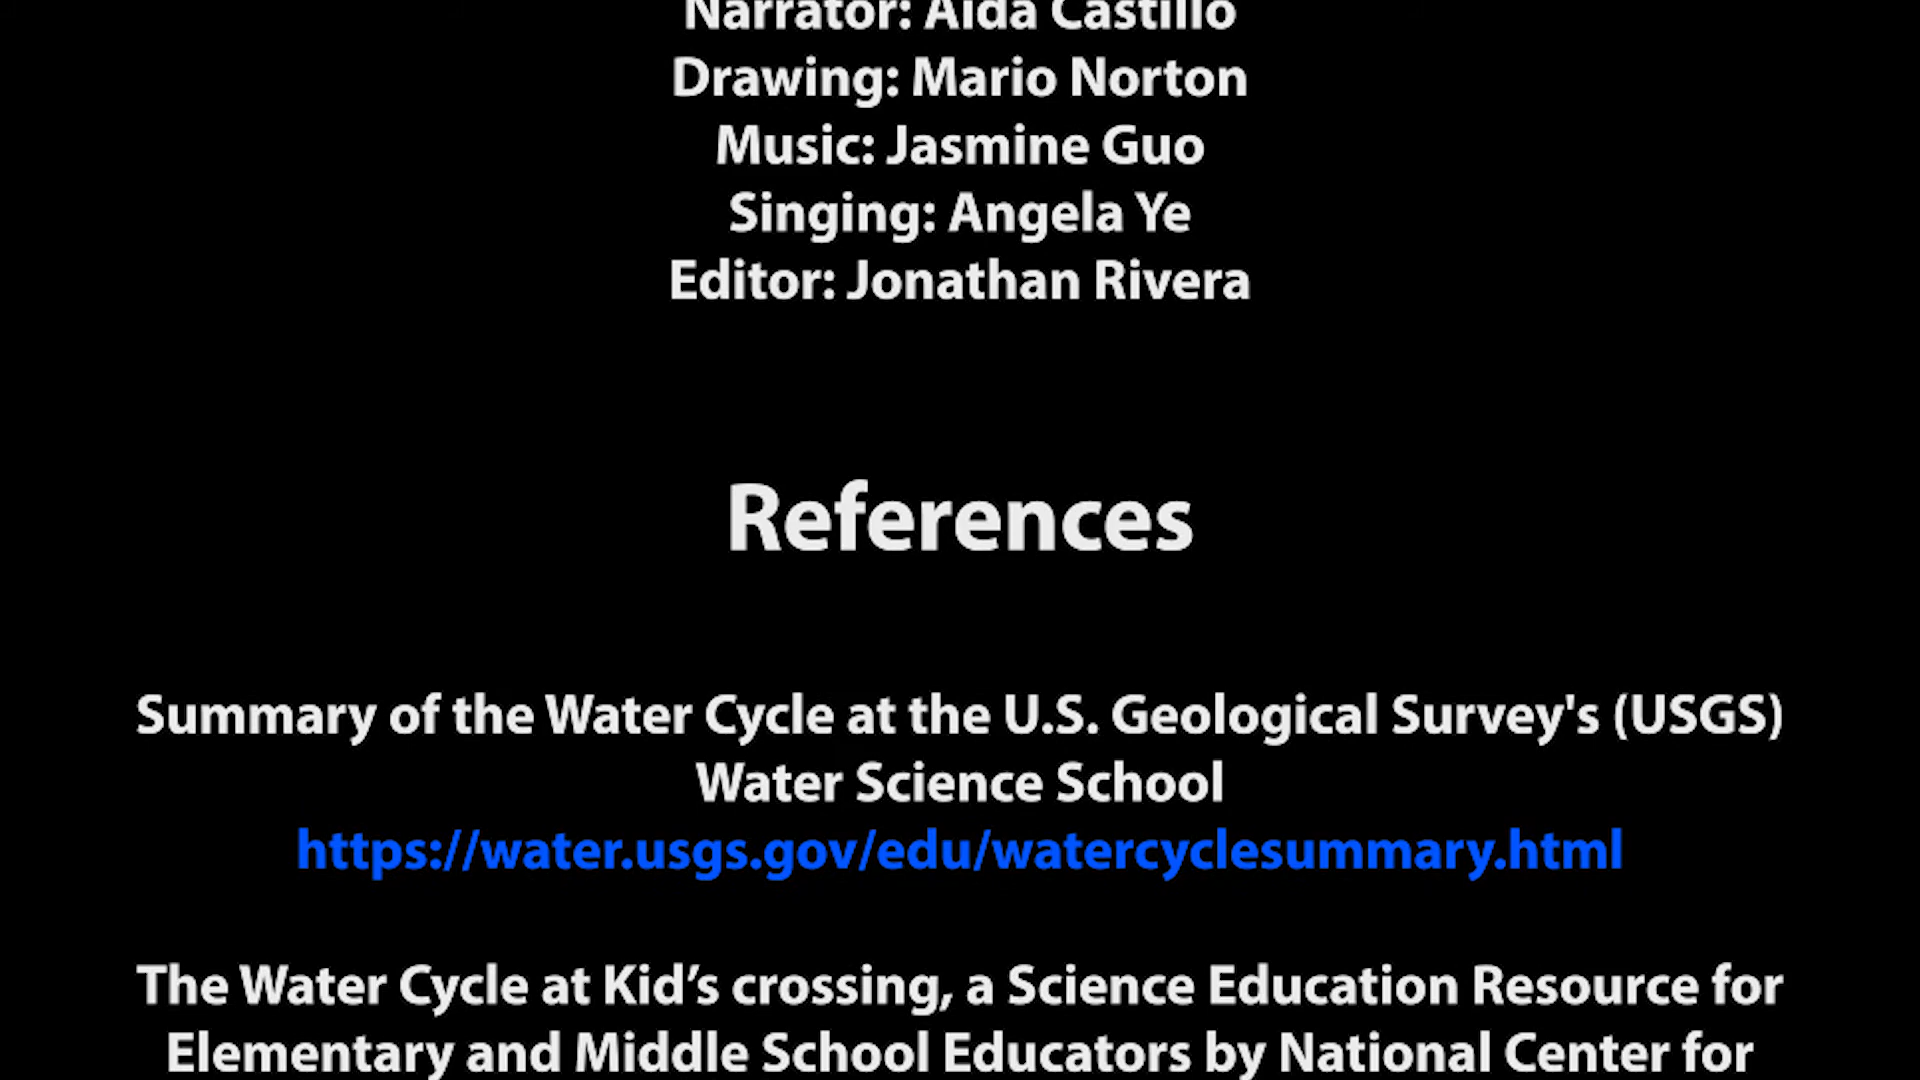 Narrator: Aida Castillo
Drawing: Mario Norton
Music: Jasmine Guo
Singing: Angela Ye
Editor: Jonathan Rivera
References
Summary of the Water Cycle at the U.S. Geological Survey's (USGS)
Water Science School
https://water.usgs.gov/edu/watercyclesummary.html
The Water Cycle at Kid’s crossing, a Science Education Resource for
Elementary and Middle School Educators by National Center for